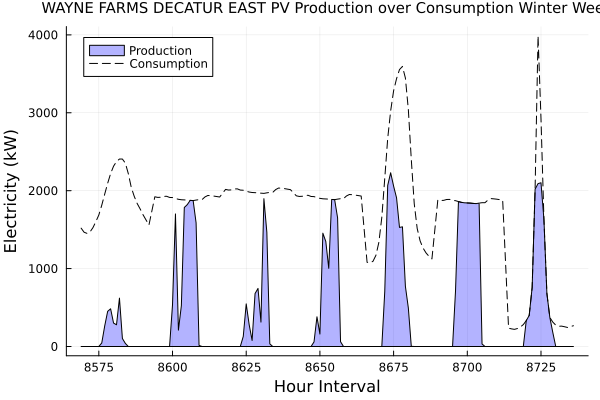 WAYNE FARMS DECATUR EAST PV Production over Consumption Winter
Production
Consumption
Electricity (kW)
4000
3000
2000
1000
0
8575 8600 8625 8650 8675 8700 8725
Hour Interval